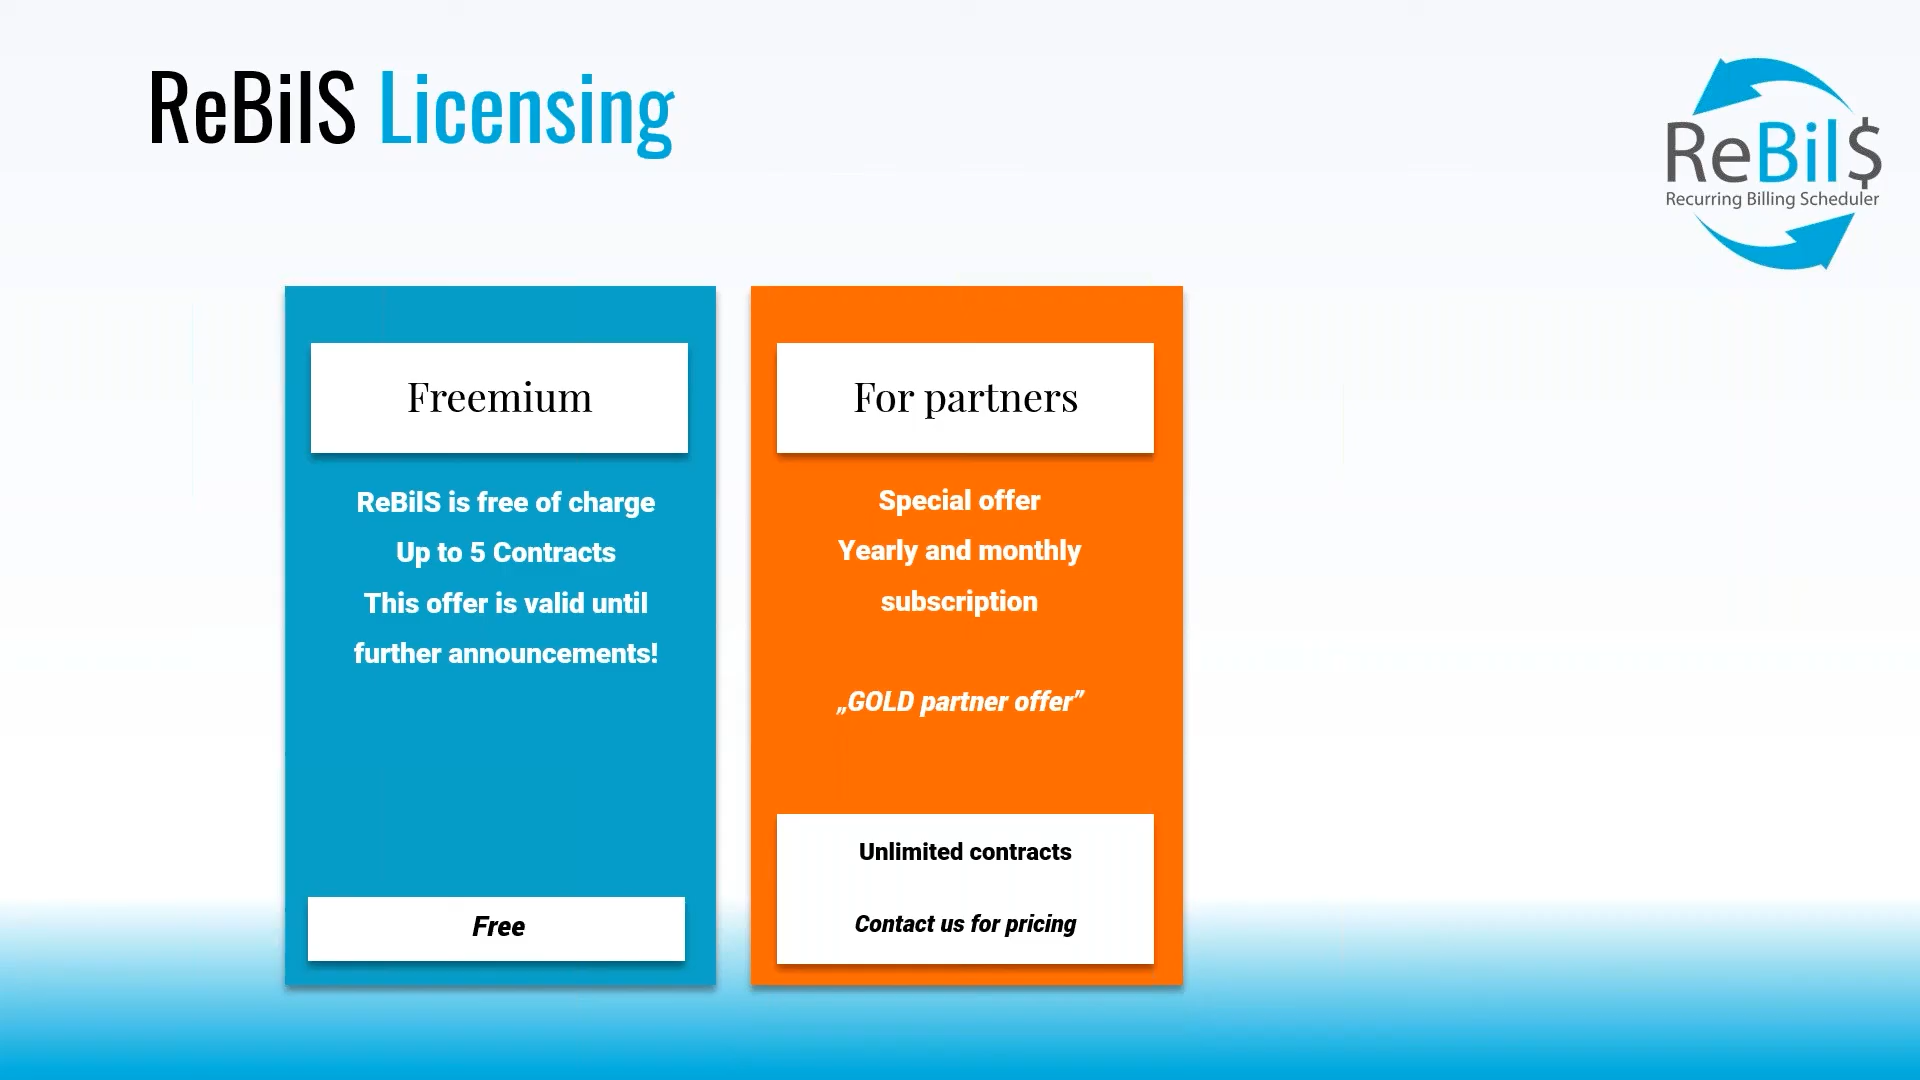 ReBilS Licensing
ReBil$
Recurring Billing Scheduler
Freemium
ReBilS is free of charge
Up to 5 Contracts
This offer is valid until
further announcements!
Free
For partners
Special offer
Yearly and monthly
subscription
„GOLD partner offer”
Unlimited contracts
Contact us for pricing